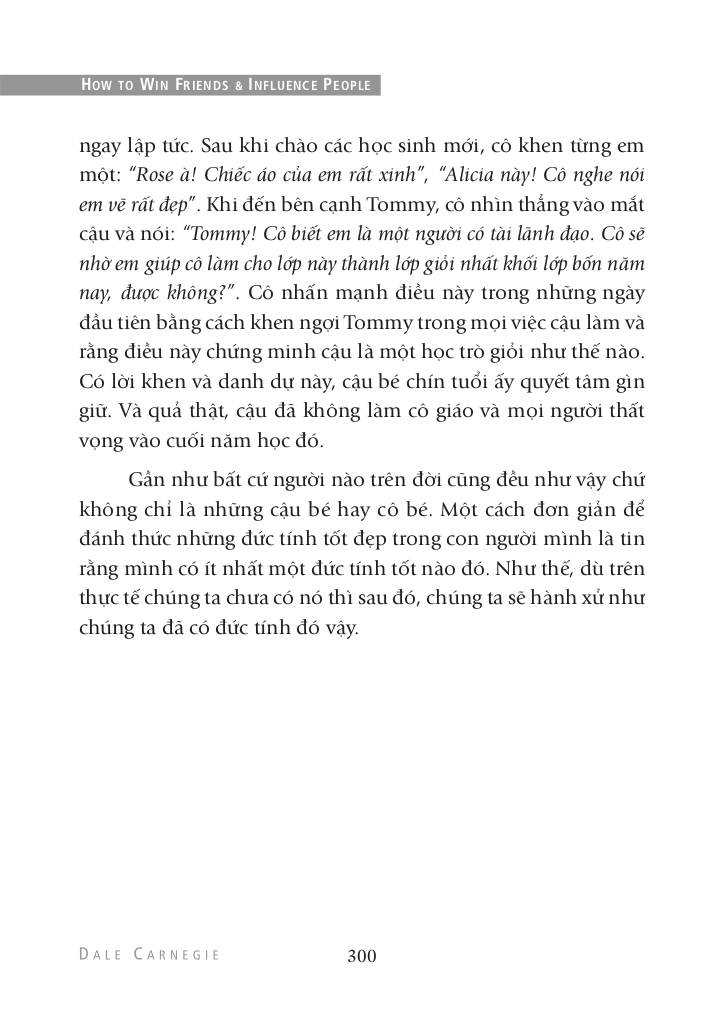 HOW TO WIN FRIENDS & INFLUENCE PEOPLE
ngay lập tức. Sau khi chào các học sinh mới, cô khen từng em
một: “Rose à! Chiếc áo của em rất xinh”, “Alicia này! Cô nghe nói
em vẽ rất đẹp”. Khi đến bên cạnh Tommy, cô nhìn thẳng vào mắt
cậu và nói: “Tommy! Cô biết em là một người có tài lãnh đạo. Cô sẽ
nhờ em giúp cô làm cho lớp này thành lớp giỏi nhất khối lớp bốn năm
nay, được không?”. Cô nhấn mạnh điều này trong những ngày
đầu tiên bằng cách khen ngợi Tommy trong mọi việc cậu làm và
rằng điều này chứng minh cậu là một học trò giỏi như thế nào.
Có lời khen và danh dự này, cậu bé chín tuổi ấy quyết tâm gìn
giữ. Và quả thật, cậu đã không làm cô giáo và mọi người thất
vọng vào cuối năm học đó.
Gần như bất cứ người nào trên đời cũng đều như vậy chứ
không chỉ là những cậu bé hay cô bé. Một cách đơn giản để
đánh thức những đức tính tốt đẹp trong con người mình là tin
rằng mình có ít nhất một đức tính tốt nào đó. Như thế, dù trên
thực tế chúng ta chưa có nó thì sau đó, chúng ta sẽ hành xử như
chúng ta đã có đức tính đó vậy.
DALE CARNEGIE 300